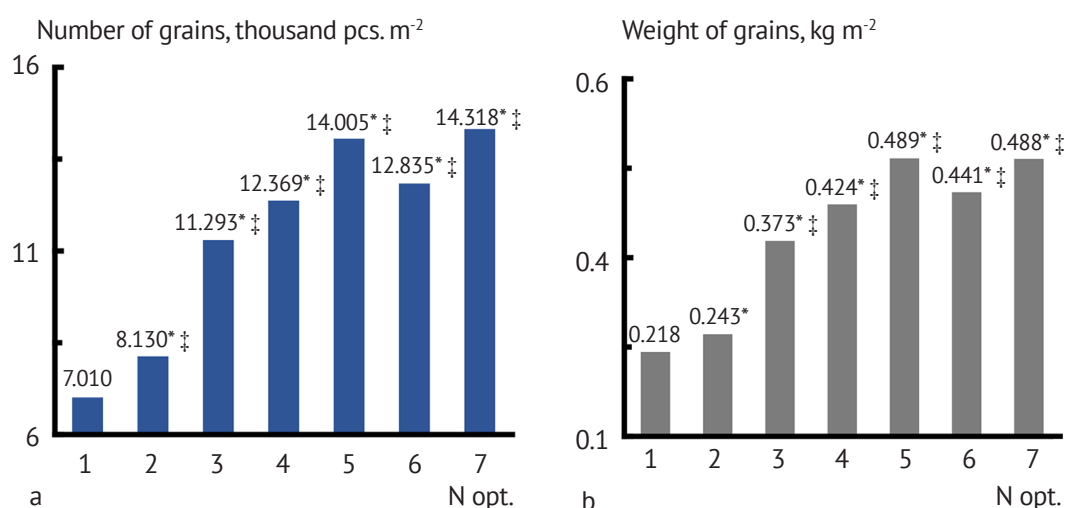 Number of grains, thousand pcs. m-2
16
11
6
7.010
8.130* ‡
11.293* ‡
12.369* ‡
14.005* ‡
12.835* ‡
14.318* ‡
1 2 3 4 5 6 7
a
N opt.
Weight of grains, kg m-2
0.6
0.4
0.1
0.218
0.243*
0.373* ‡
0.424* ‡
0.489* ‡
0.441* ‡
0.488* ‡
1 2 3 4 5 6 7
b
N opt.